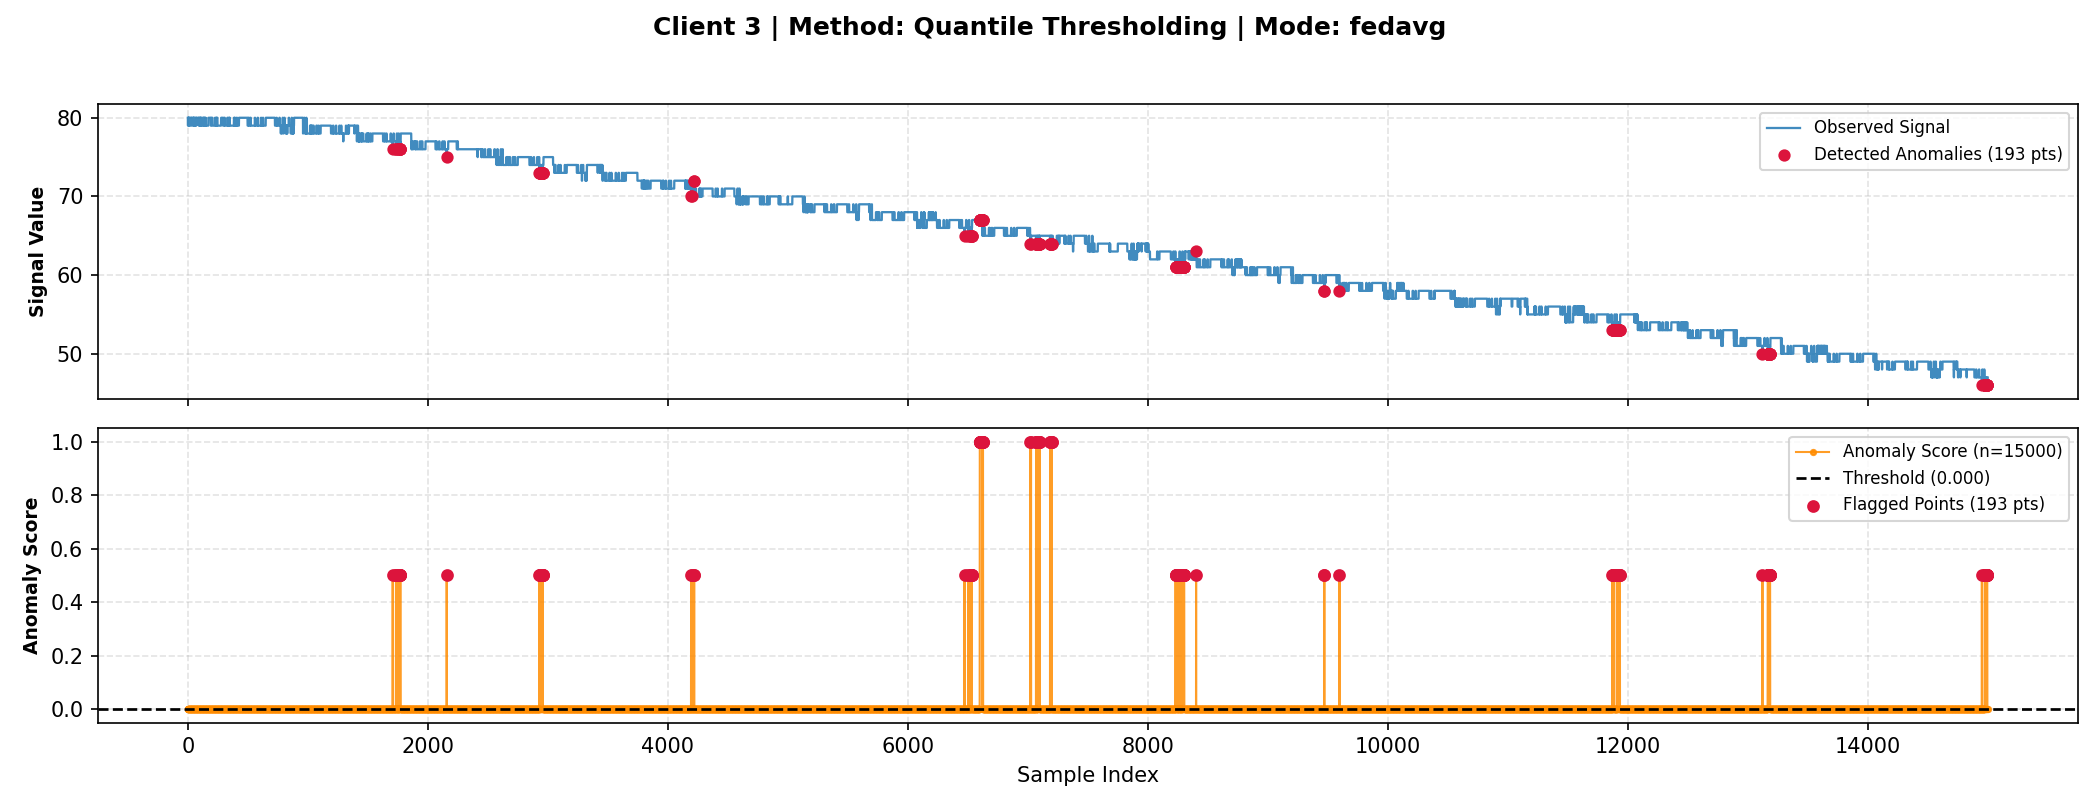 Client 3 | Method: Quantile Thresholding | Mode: fedavg
Signal Value
80
70
60
50
Observed Signal
Detected Anomalies (193 pts)
Anomaly Score
1.0
0.8
0.6
0.4
0.2
0.0
Anomaly Score (n=15000)
Threshold (0.000)
Flagged Points (193 pts)
0 2000 4000 6000 8000 10000 12000 14000
Sample Index